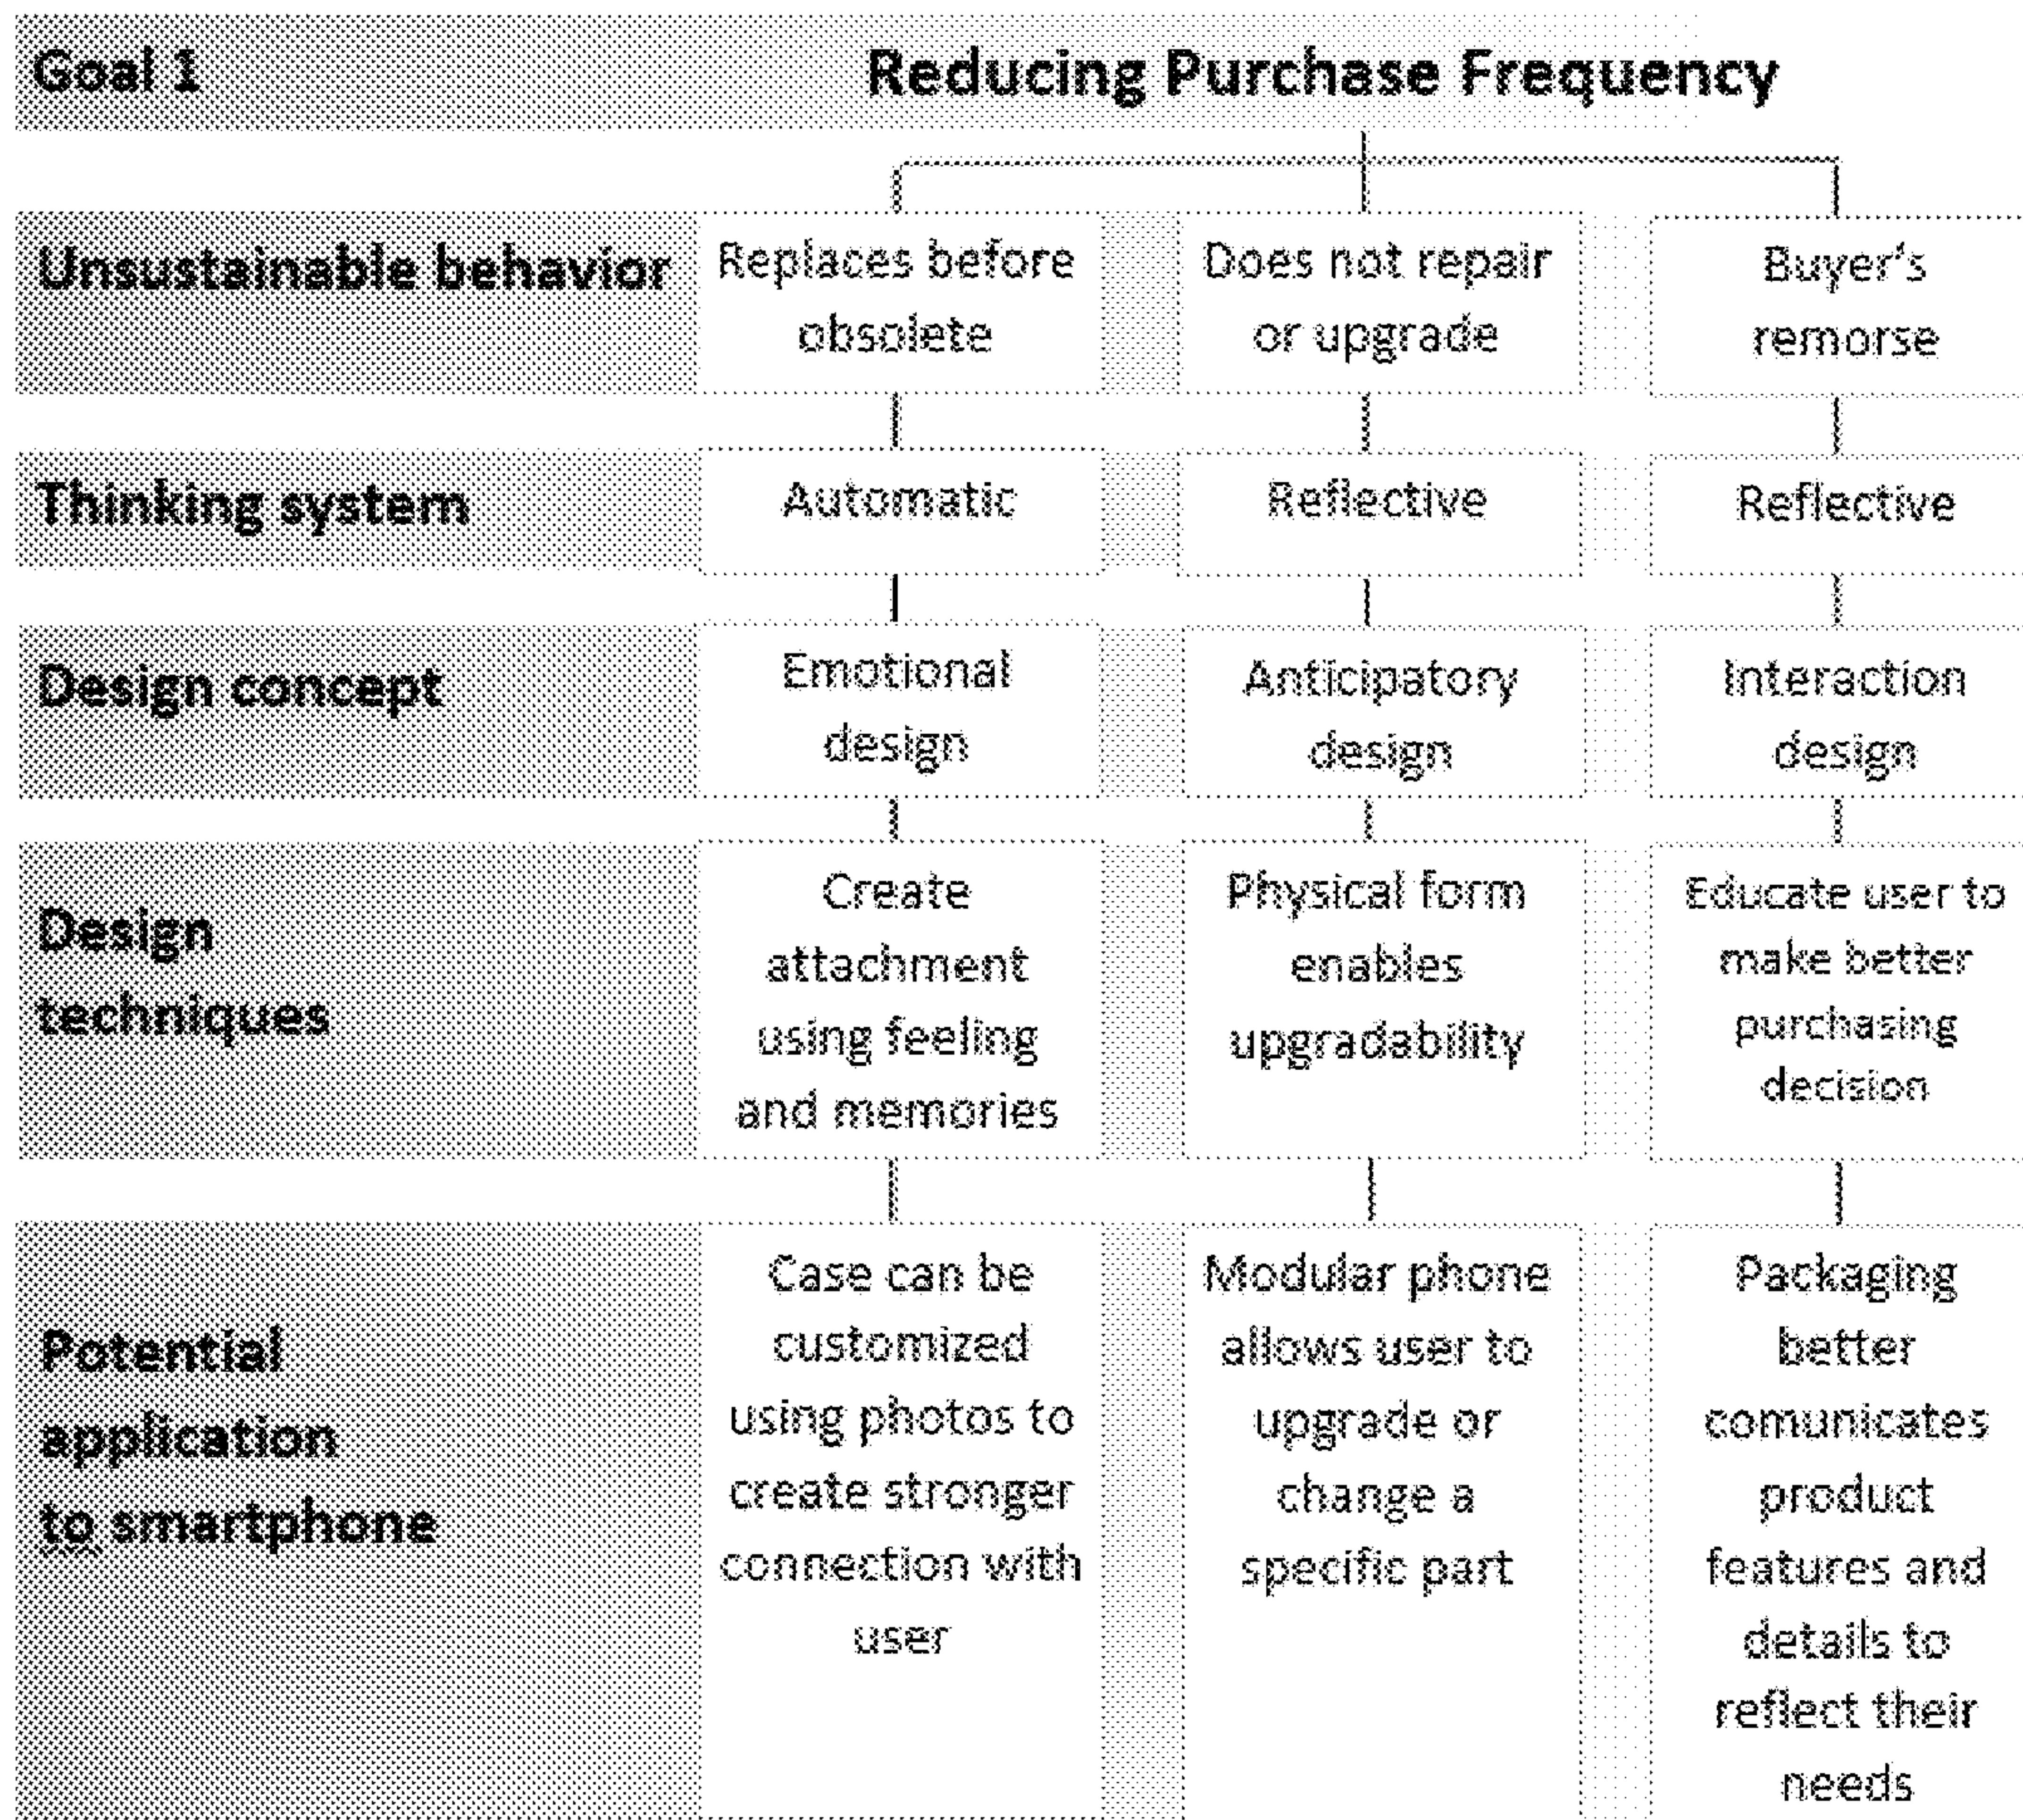 Goal 1
Reducing Purchase Frequency
Unsustainable behavior
Replaces before
obsolete
Does not repair
or upgrade
Buyer's
remorse
Thinking system
Automatic
Reflective
Reflective
Design concept
Emotional
design
Anticipatory
design
Interaction
design
Design
techniques
Create
attachment
using feeling
and memories
Physical form
enables
upgradability
Educate user to
make better
purchasing
decision
Potential
application
to smartphone
Case can be
customized
using photos to
create stronger
connection with
user
Modular phone
allows user to
upgrade or
change a
specific part
Packaging
better
comunicates
product
features and
details to
reflect their
needs